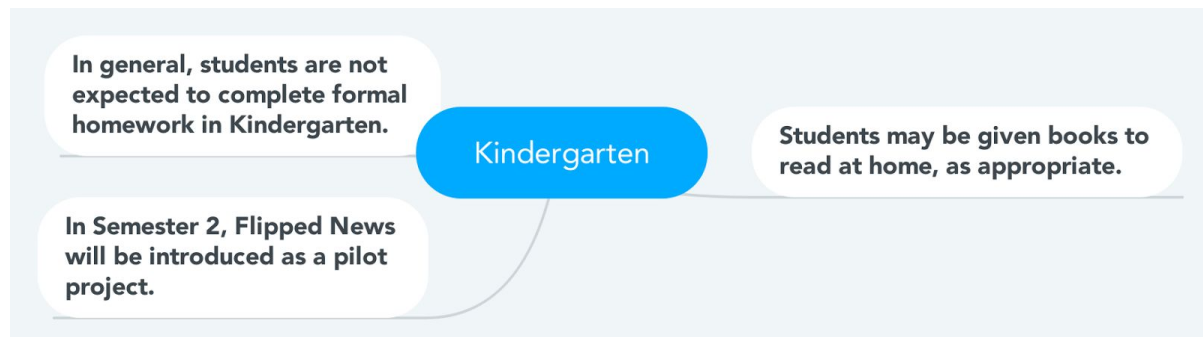 In general, students are not
expected to complete formal
homework in Kindergarten.
Kindergarten
Students may be given books to
read at home, as appropriate.
In Semester 2, Flipped News
will be introduced as a pilot
project.